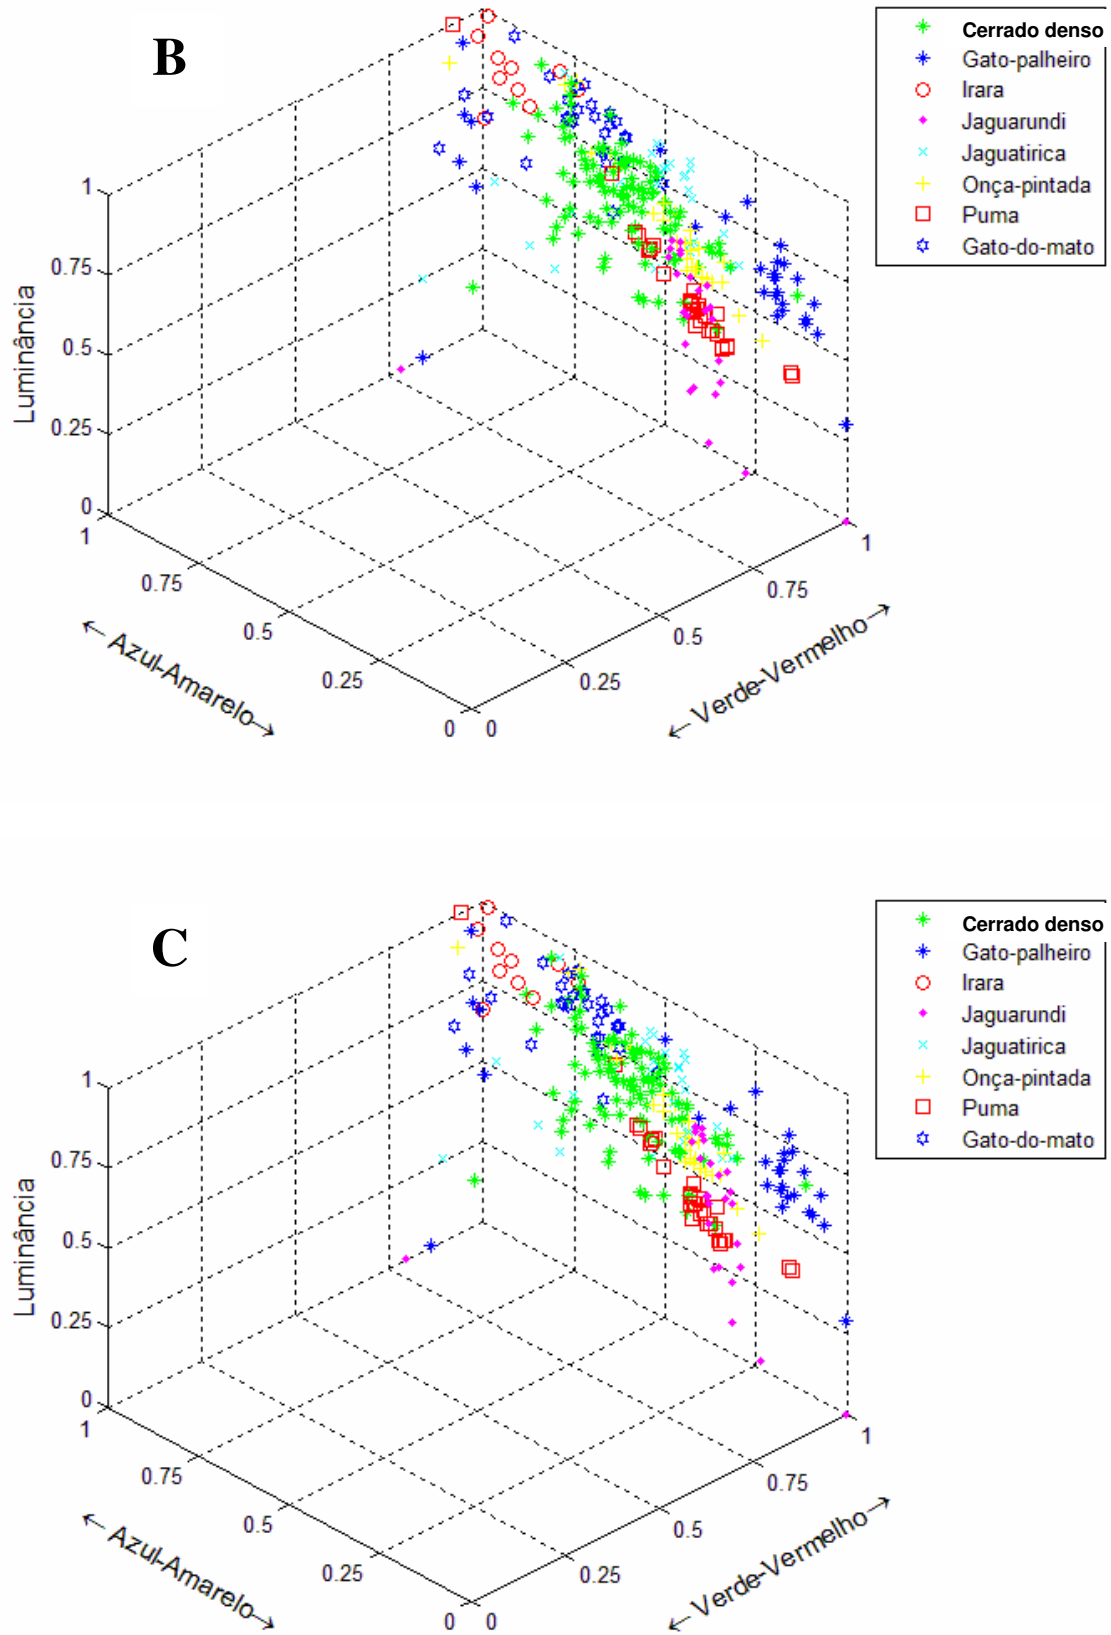 B
Cerrado denso
Gato-palheiro
Irara
Jaguarundi
Jaguatirica
Onça-pintada
Puma
Gato-do-mato
Luminância
1
0.75
0.5
0.25
0
1
0.75
0.5
0.25
0
0
0.25
0.5
0.75
1
← Azul-Amarelo→
← Verde-Vermelho→
C
Cerrado denso
Gato-palheiro
Irara
Jaguarundi
Jaguatirica
Onça-pintada
Puma
Gato-do-mato
Luminância
1
0.75
0.5
0.25
0
1
0.75
0.5
0.25
0
0
0.25
0.5
0.75
1
← Azul-Amarelo→
← Verde-Vermelho→